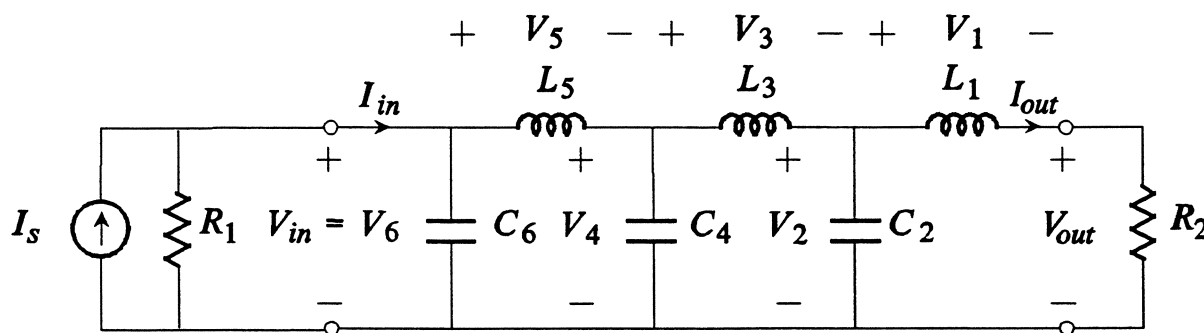 + V5 − + V3 − + V1 −
L5 L3 L1
Iin Iout
+ + + +
Is R1 Vin = V6 C6 V4 C4 V2 C2 Vout R2
− − − −